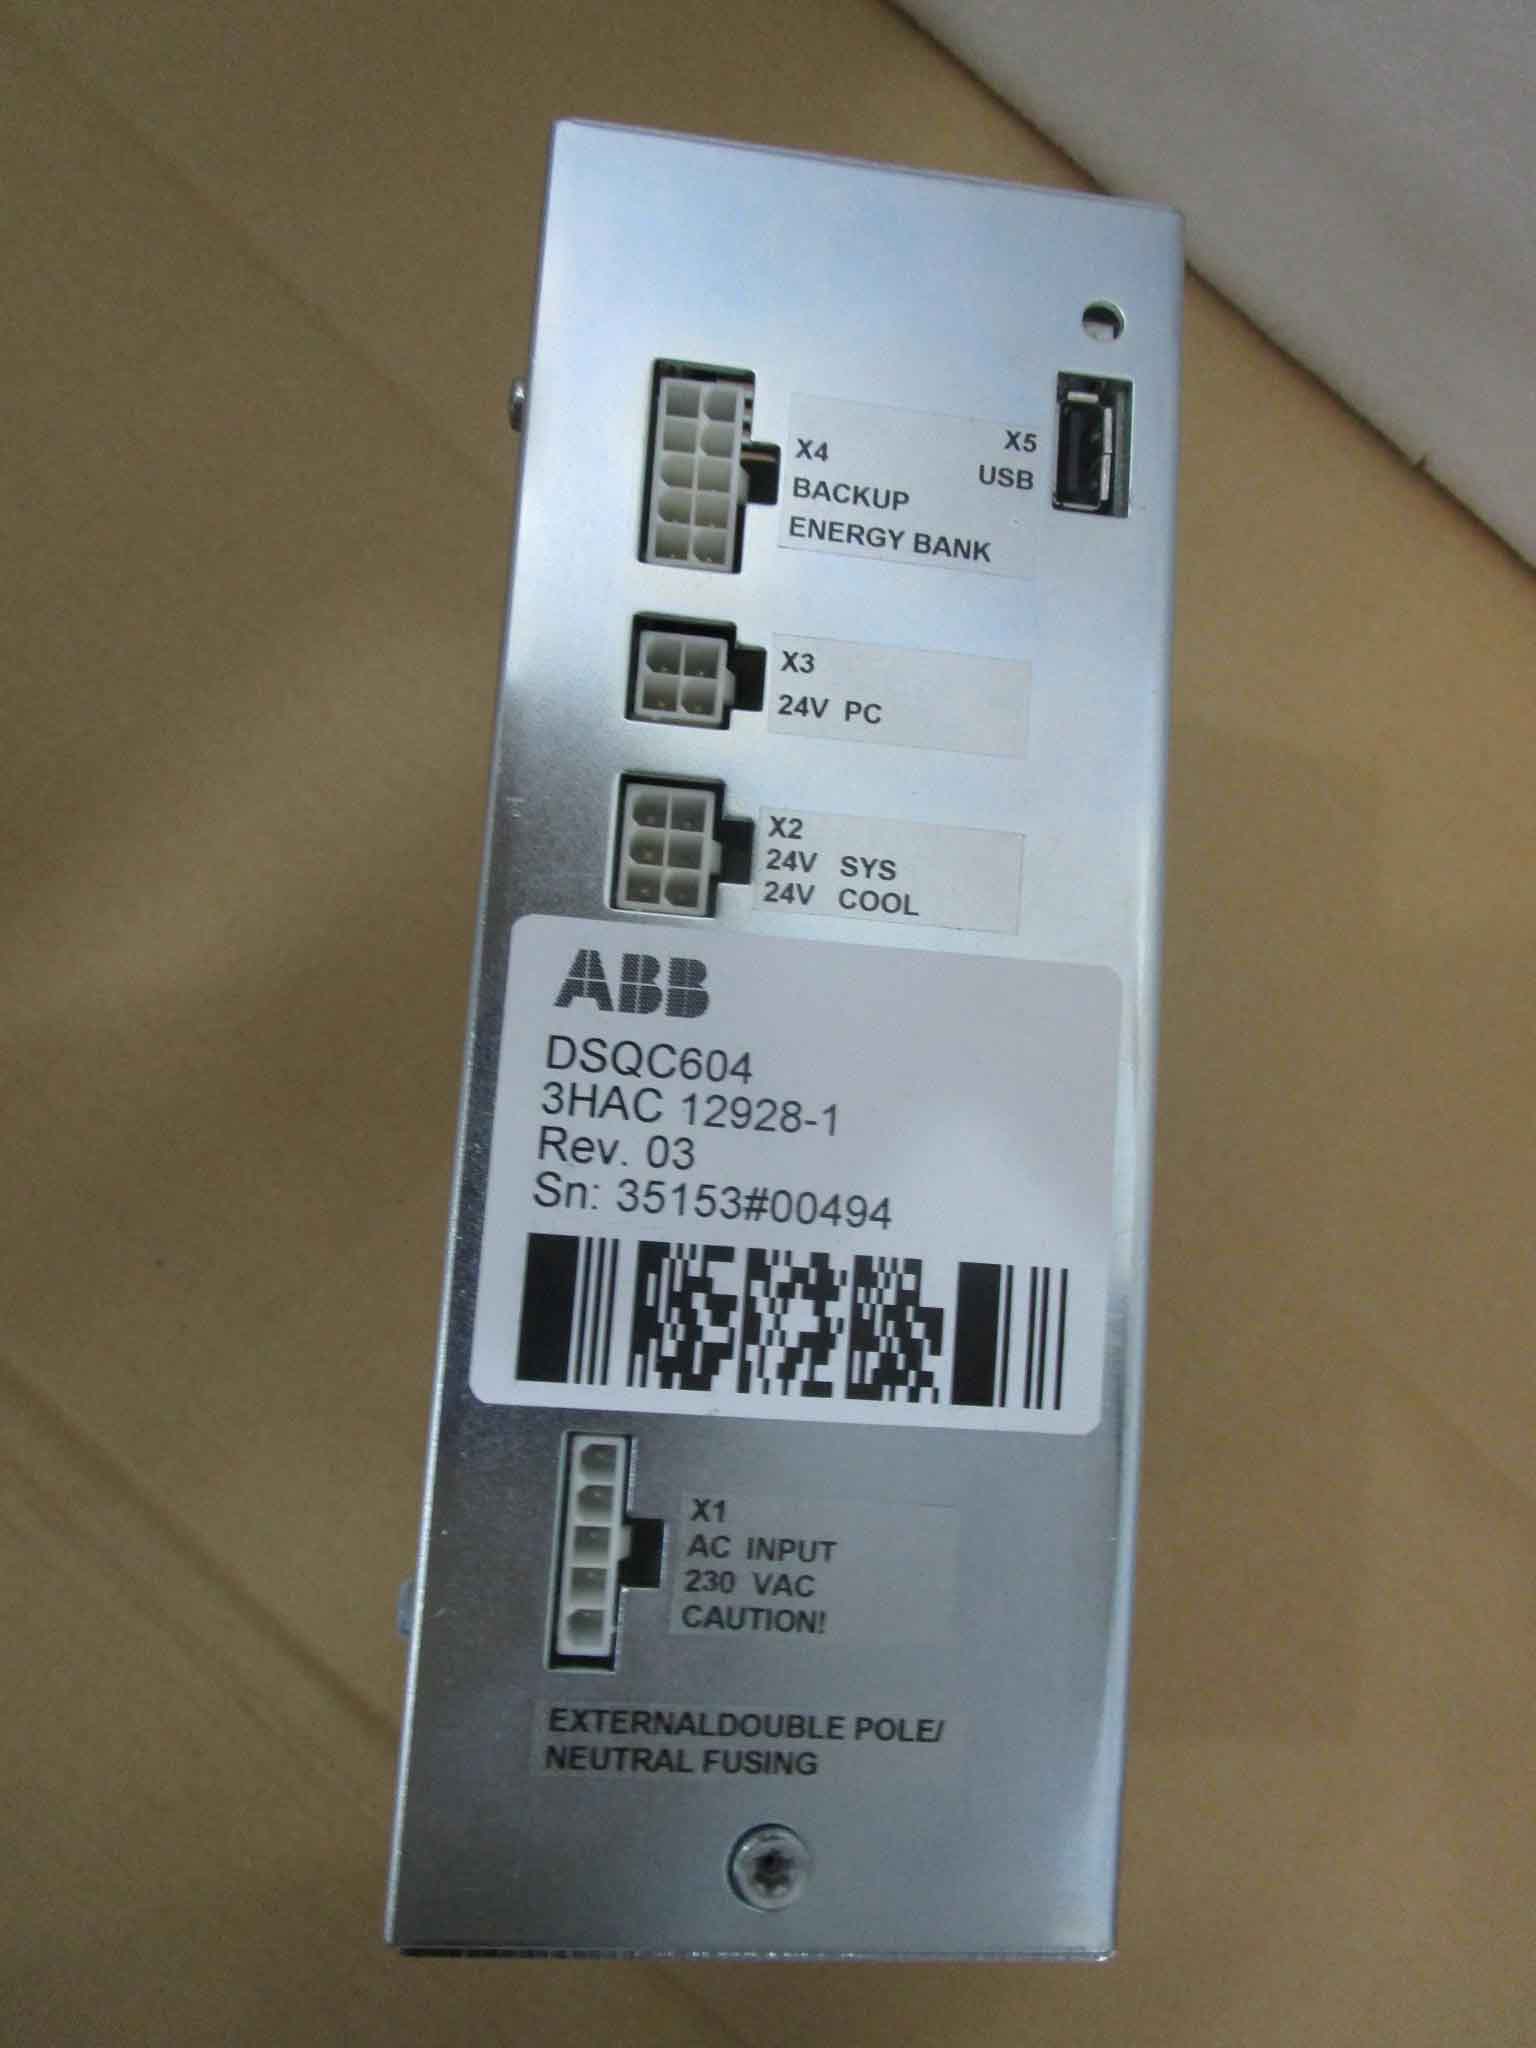 X4
BACKUP
ENERGY BANK
X5
USB
X3
24V PC
X2
24V SYS
24V COOL
ABB
DSQC604
3HAC 12928-1
Rev. 03
Sn: 35153#00494
X1
AC INPUT
230 VAC
CAUTION!
EXTERNALDOUBLE POLE/
NEUTRAL FUSING